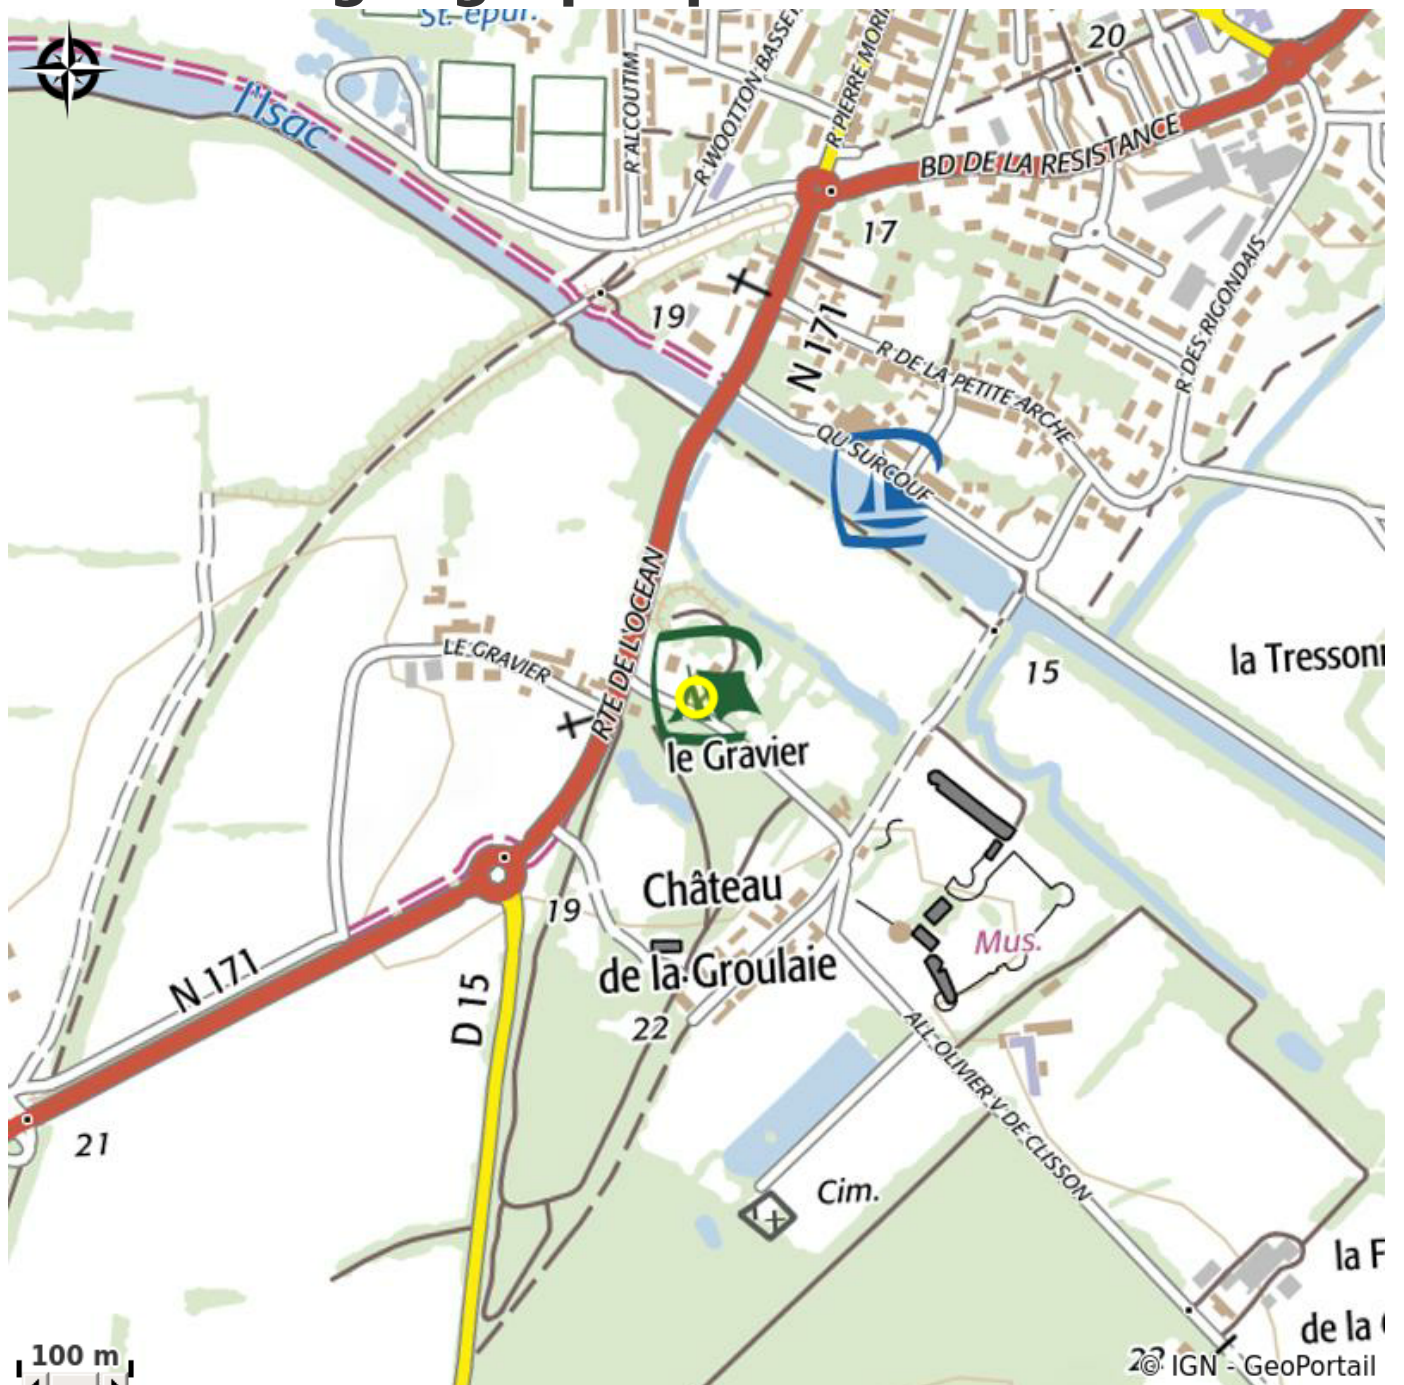 St. épur.
20
l'Isac
R ALCOUTIM
R WOOTTON BASSET
R PIERRE MORIN
BD DE LA RESISTANCE
17
19
N 171
R DE LA PETITE ARCHE
R DES RIGONDAIS
QU SURCOUF
RTE DE L'OCEAN
LE GRAVIER
15
la Tressonn
le Gravier
Château
de la Groulaie
19
Mus.
N 171
D 15
22
ALL OLIVIER V DE CLISSON
21
Cim.
la F
de la
100 m
© IGN - GeoPortail